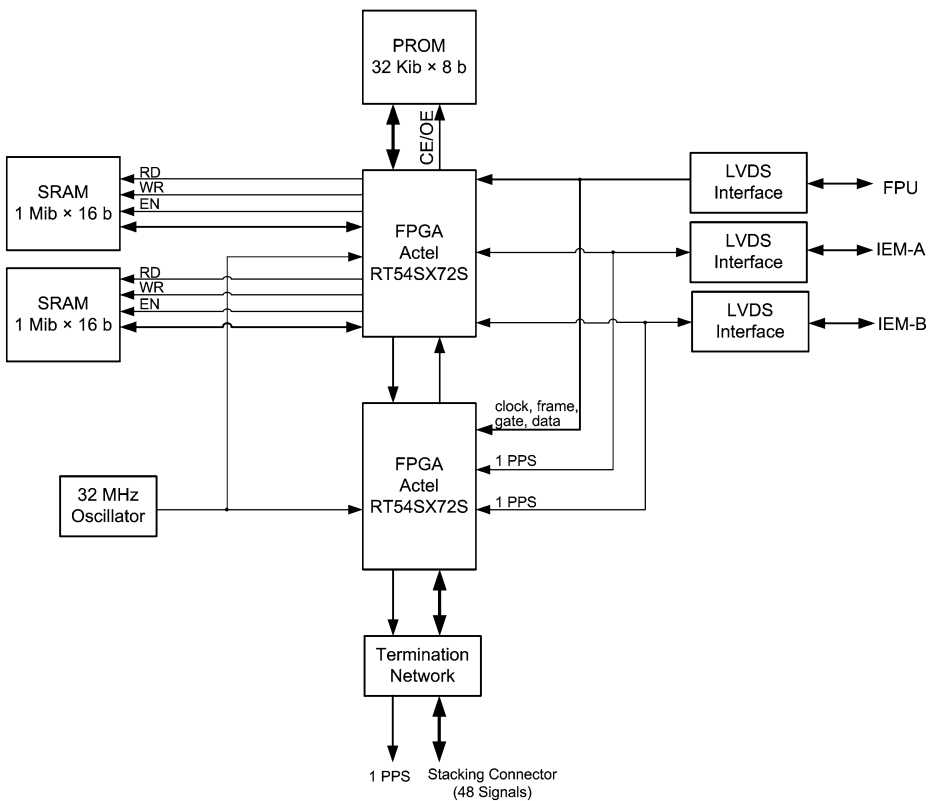 PROM
32 Kib × 8 b
CE/OE
SRAM
1 Mib × 16 b
RD
WR
EN
FPGA
Actel
RT54SX72S
LVDS
Interface
FPU
LVDS
Interface
IEM-A
SRAM
1 Mib × 16 b
RD
WR
EN
LVDS
Interface
IEM-B
clock, frame,
gate, data
FPGA
Actel
RT54SX72S
1 PPS
1 PPS
32 MHz
Oscillator
Termination
Network
1 PPS
Stacking Connector
(48 Signals)